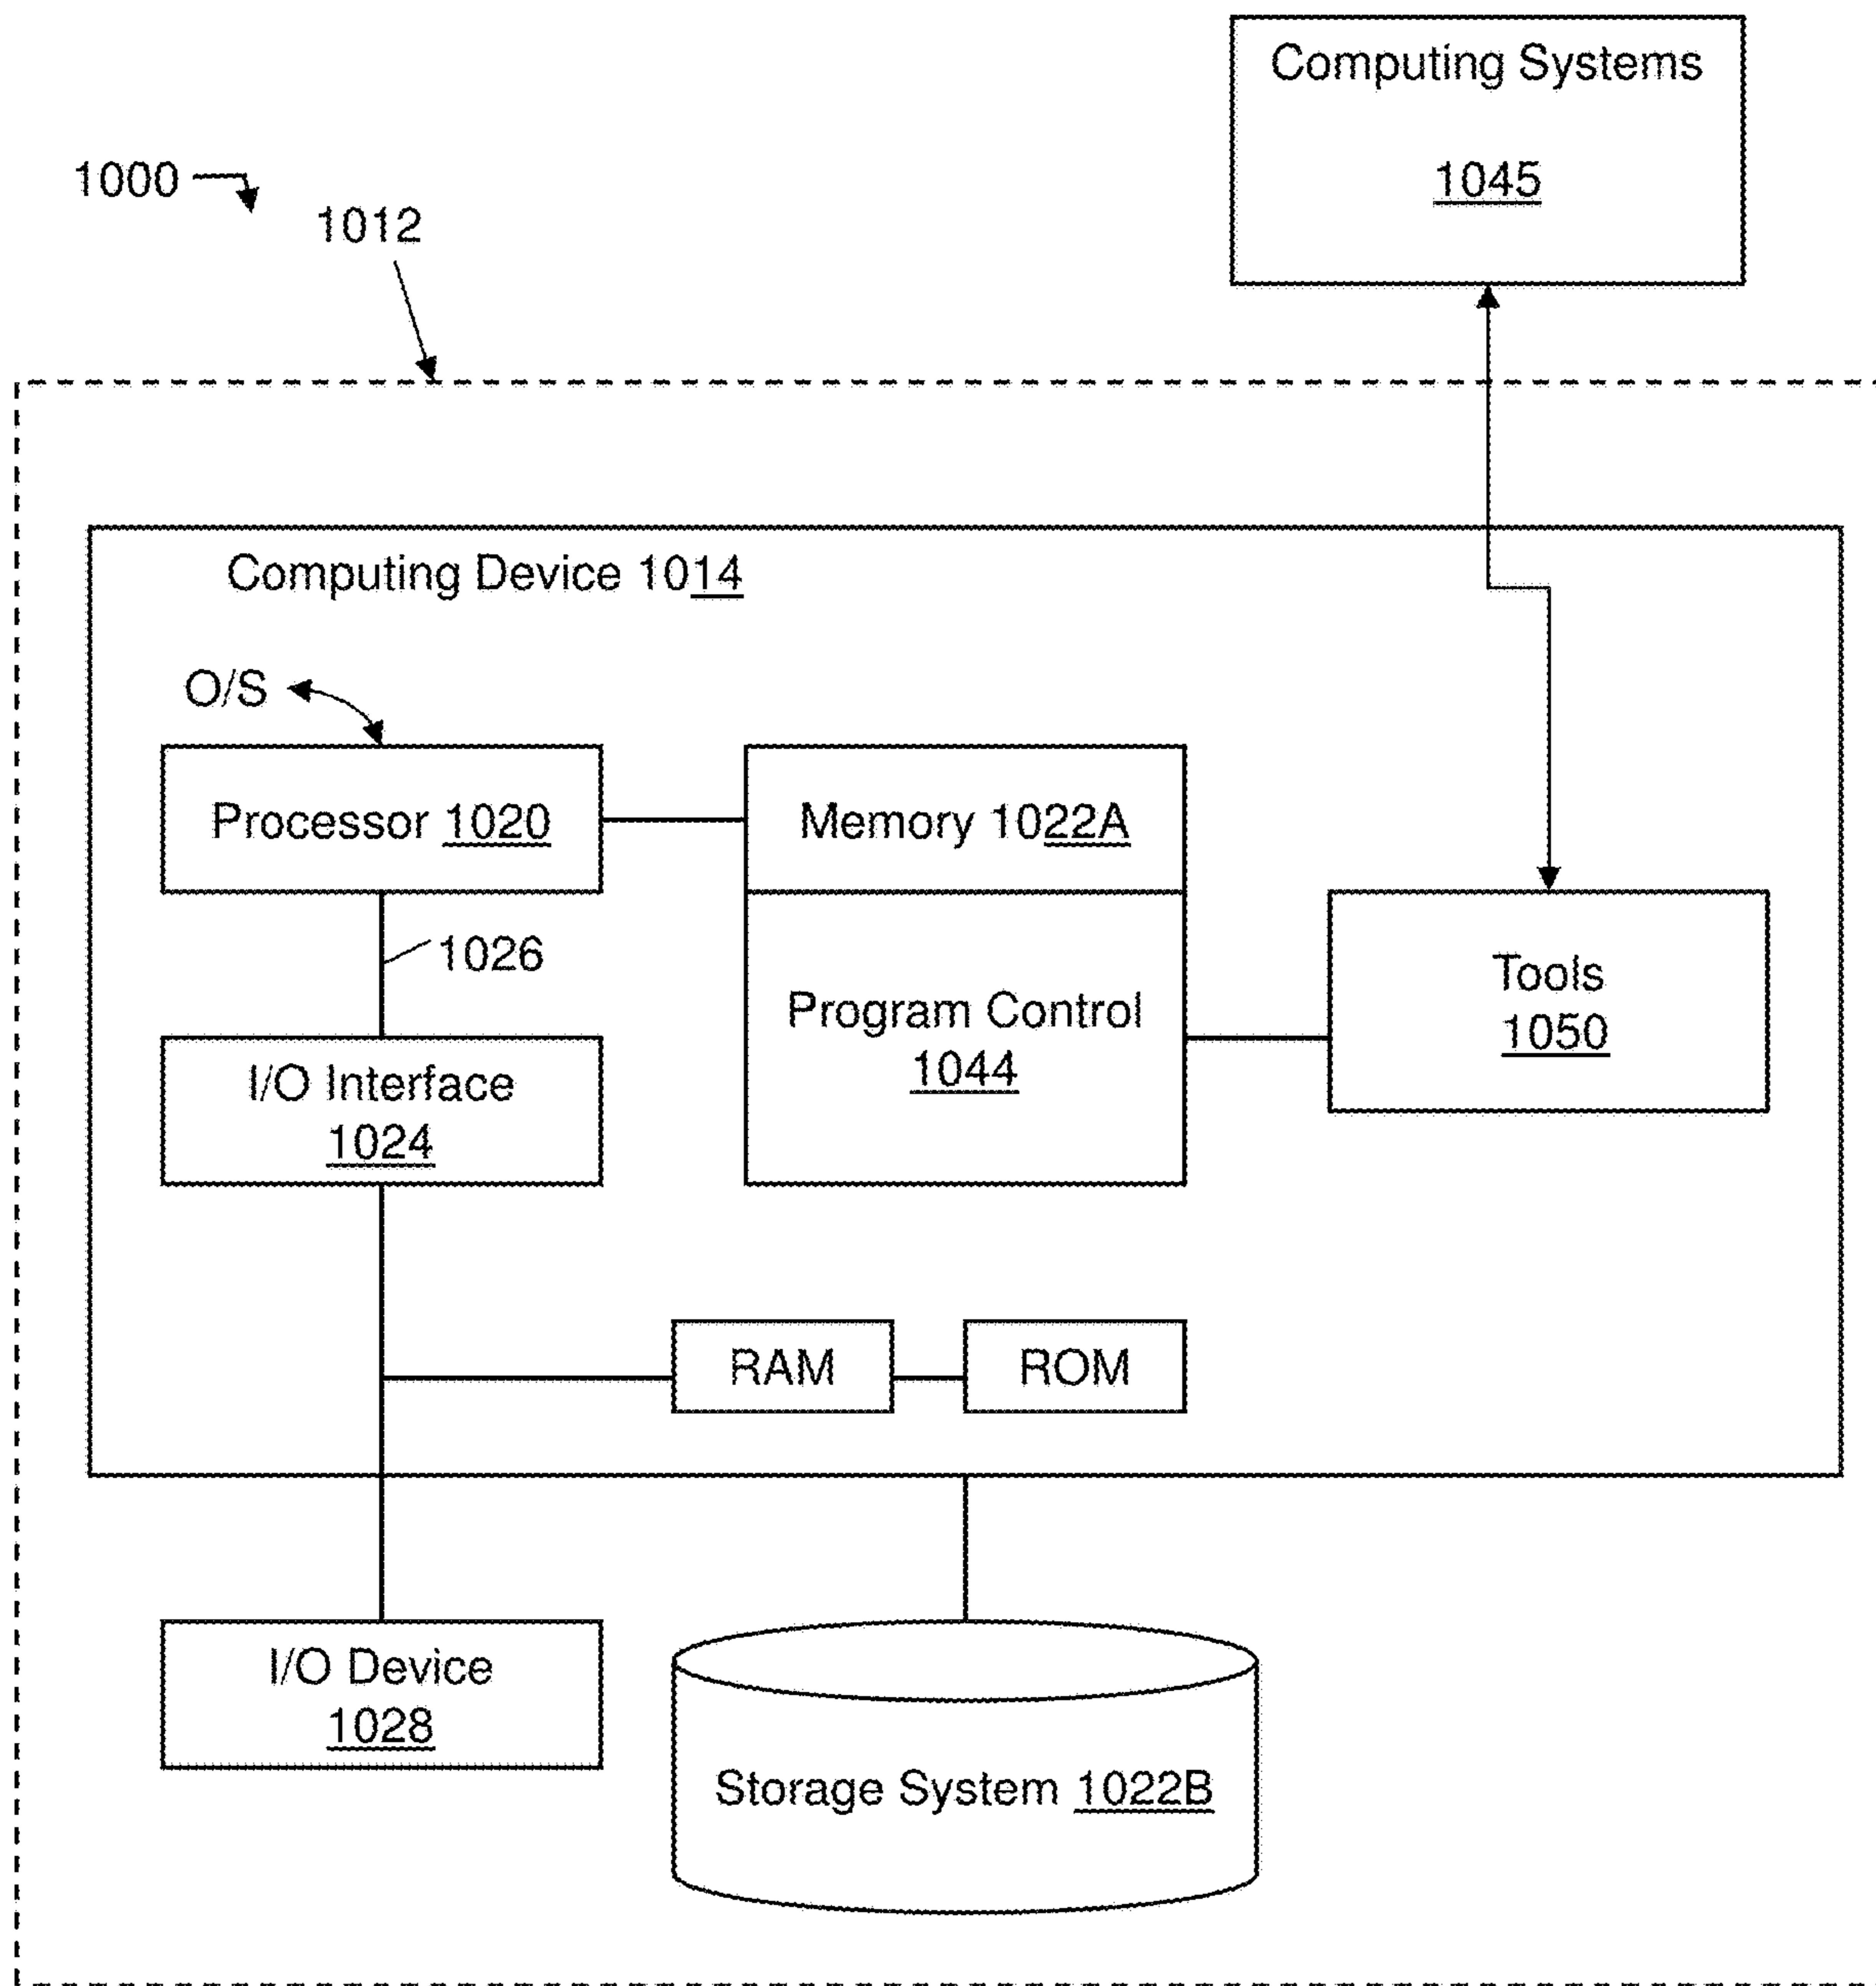 Computing Systems
1045
1000
1012
Computing Device 1014
O/S
Processor 1020
Memory 1022A
1026
Program Control
1044
Tools
1050
I/O Interface
1024
RAM
ROM
I/O Device
1028
Storage System 1022B